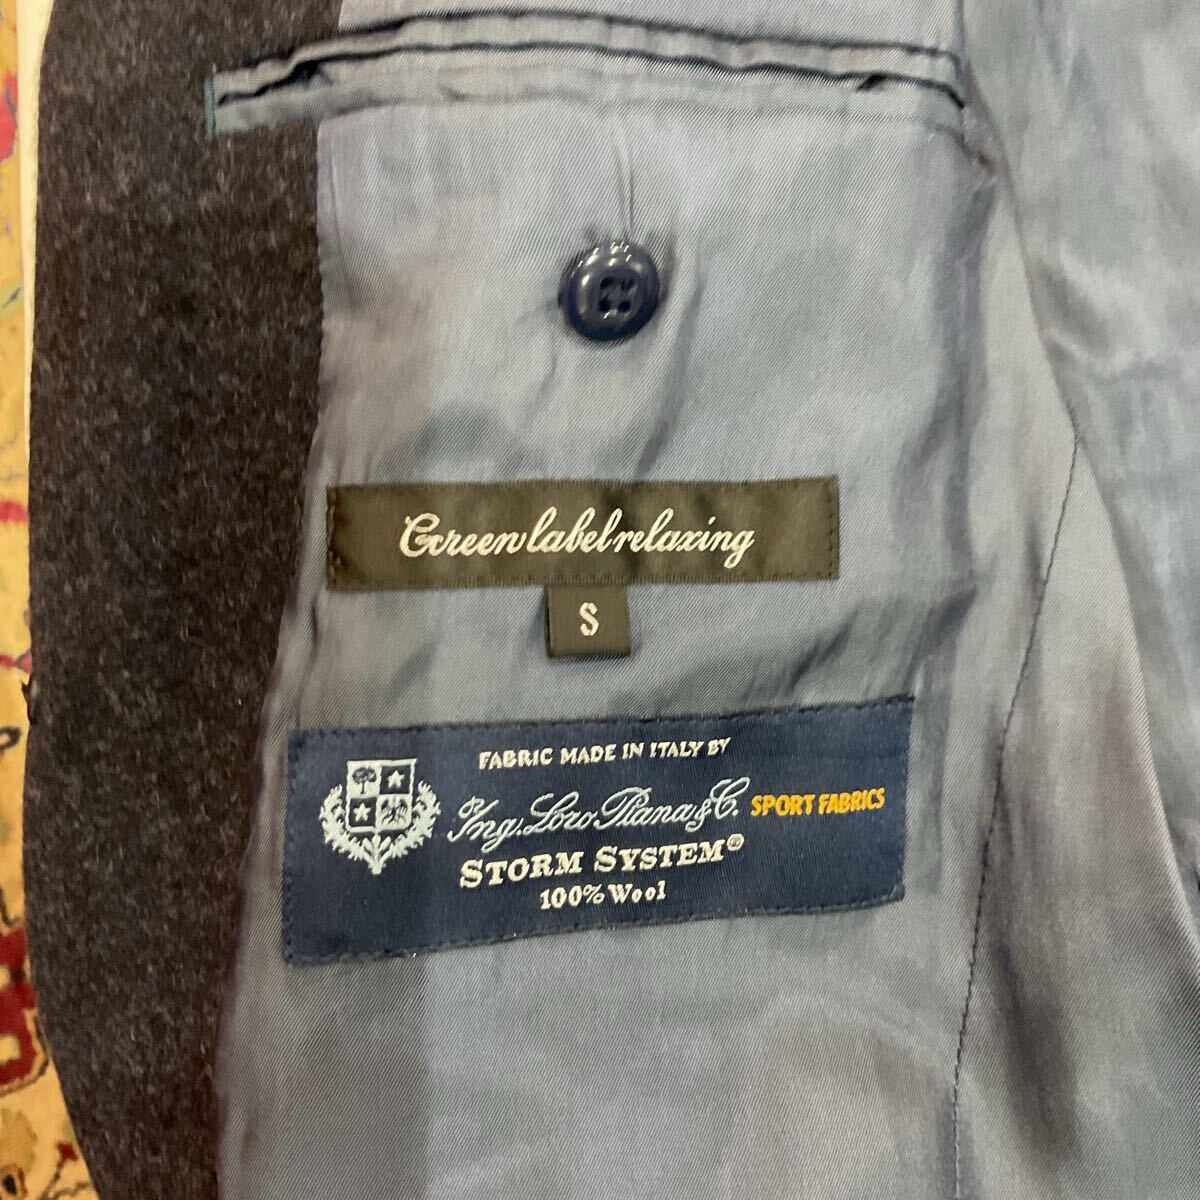 Green label relaxing
S
FABRIC MADE IN ITALY BY
Ing. Loro Piana & C. SPORT FABRICS
STORM SYSTEM®
100% Wool